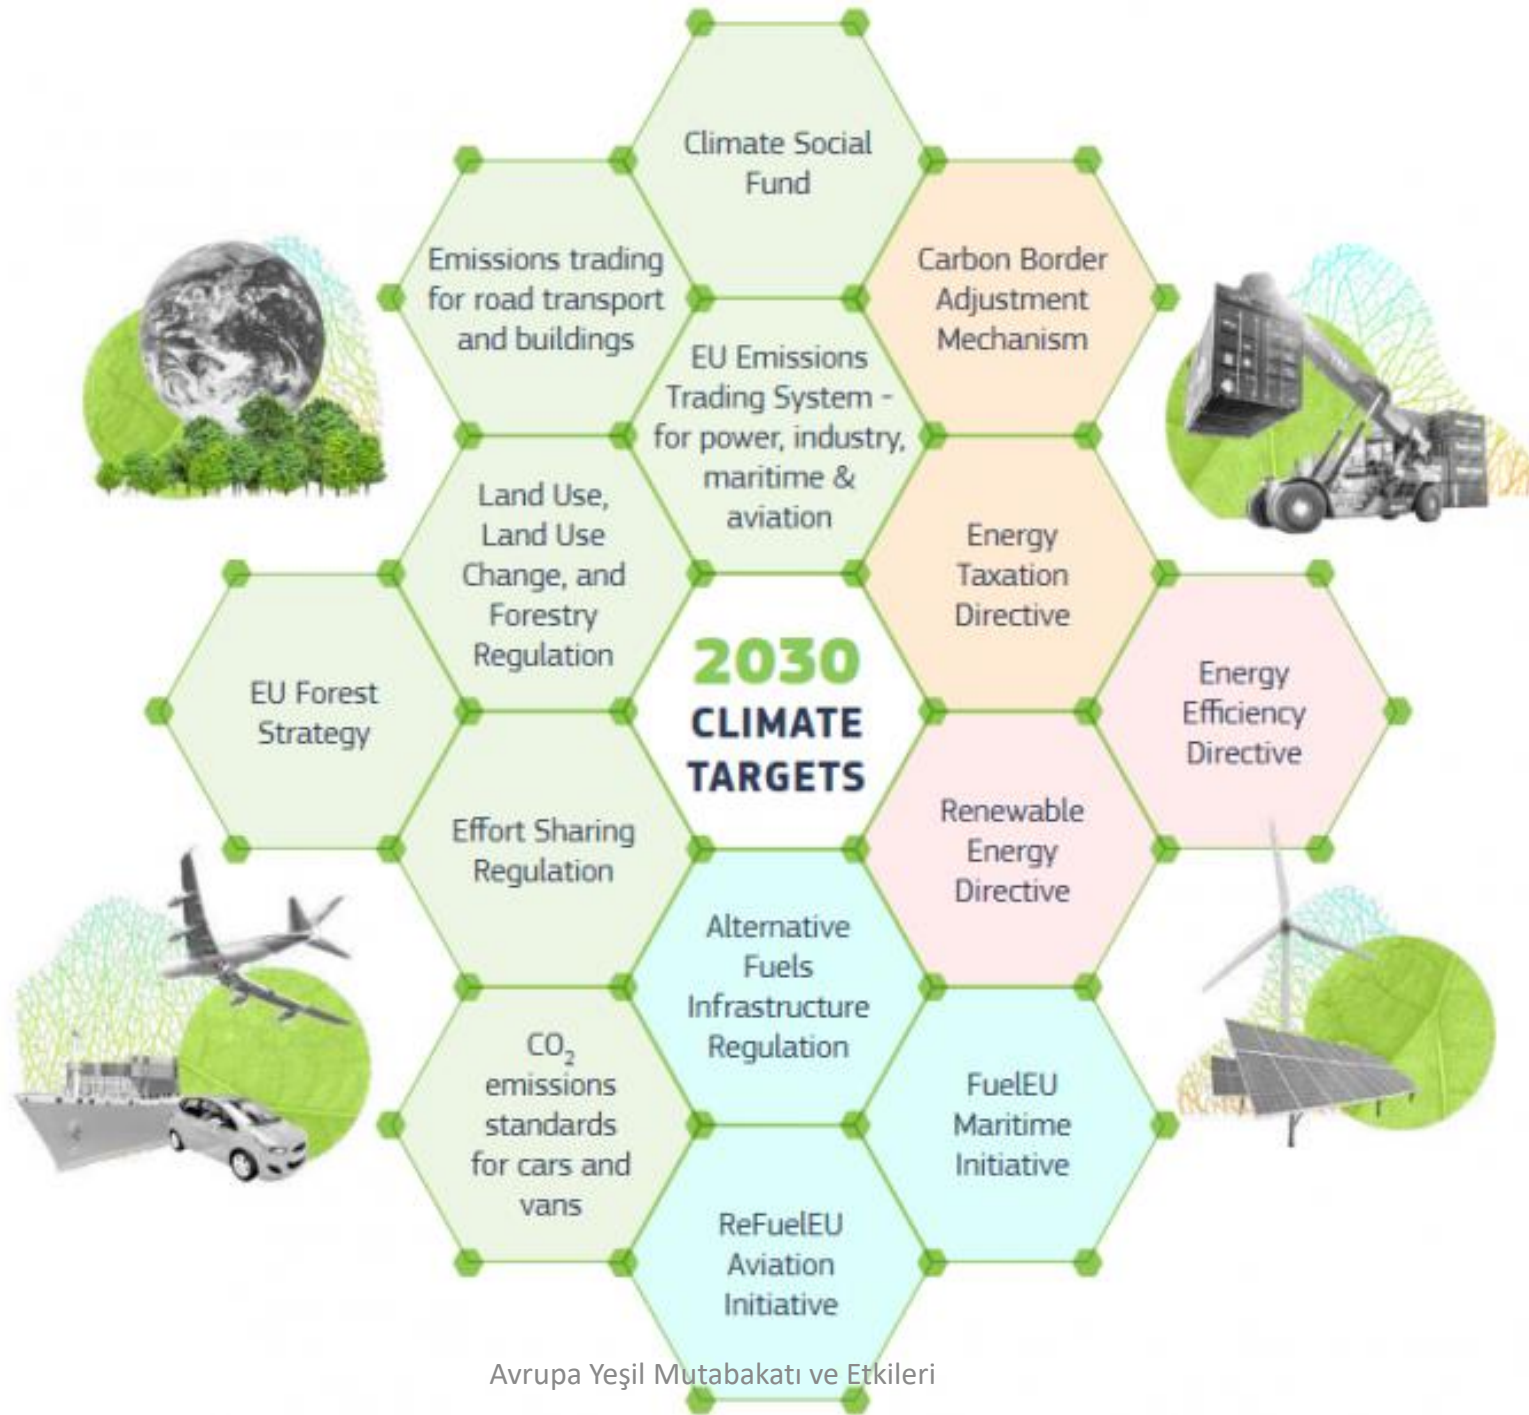 Climate Social
Fund
Emissions trading
for road transport
and buildings
Carbon Border
Adjustment
Mechanism
EU Emissions
Trading System -
for power, industry,
maritime &
aviation
Land Use,
Land Use
Change, and
Forestry
Regulation
Energy
Taxation
Directive
EU Forest
Strategy
2030
CLIMATE
TARGETS
Energy
Efficiency
Directive
Effort Sharing
Regulation
Renewable
Energy
Directive
Alternative
Fuels
Infrastructure
Regulation
CO₂
emissions
standards
for cars and
vans
FuelEU
Maritime
Initiative
ReFuelEU
Aviation
Initiative
Avrupa Yeşil Mutabakatı ve Etkileri